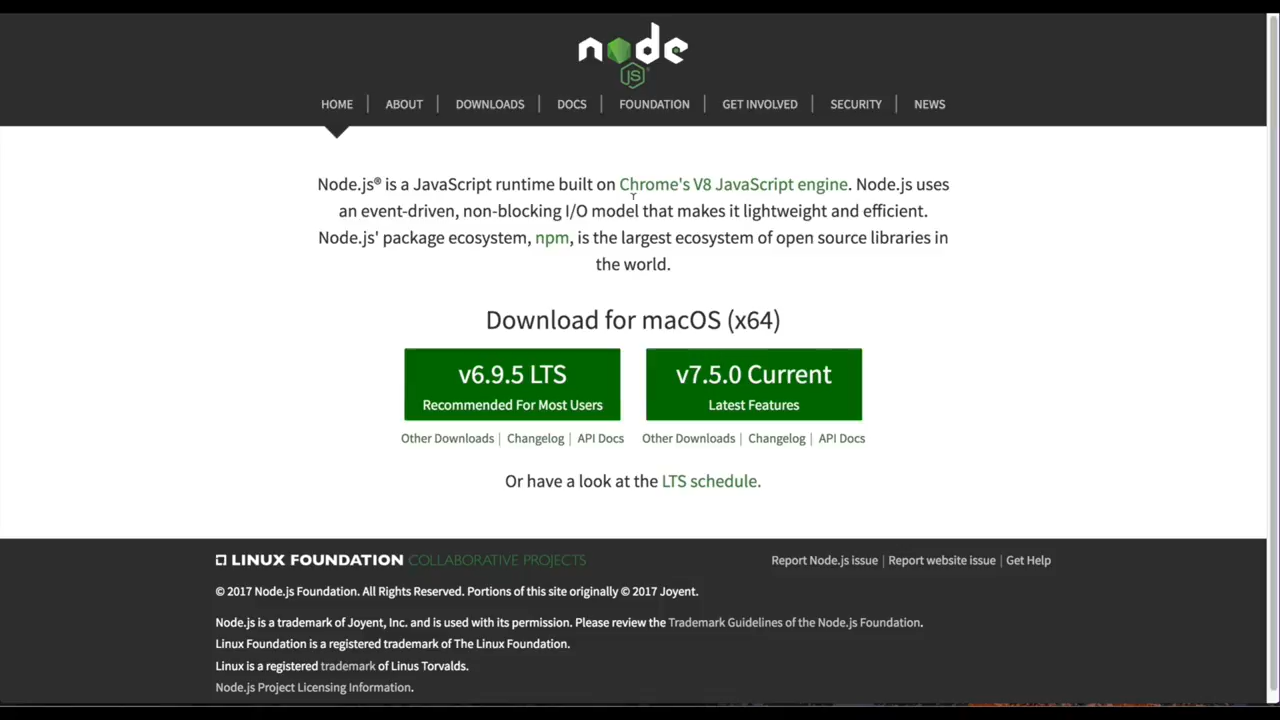 node
JS
HOME | ABOUT | DOWNLOADS | DOCS | FOUNDATION | GET INVOLVED | SECURITY | NEWS
Node.js® is a JavaScript runtime built on Chrome's V8 JavaScript engine. Node.js uses
an event-driven, non-blocking I/O model that makes it lightweight and efficient.
Node.js' package ecosystem, npm, is the largest ecosystem of open source libraries in
the world.
Download for macOS (x64)
v6.9.5 LTS
Recommended For Most Users
v7.5.0 Current
Latest Features
Other Downloads | Changelog | API Docs
Other Downloads | Changelog | API Docs
Or have a look at the LTS schedule.
LINUX FOUNDATION COLLABORATIVE PROJECTS
Report Node.js issue | Report website issue | Get Help
© 2017 Node.js Foundation. All Rights Reserved. Portions of this site originally © 2017 Joyent.
Node.js is a trademark of Joyent, Inc. and is used with its permission. Please review the Trademark Guidelines of the Node.js Foundation.
Linux Foundation is a registered trademark of The Linux Foundation.
Linux is a registered trademark of Linus Torvalds.
Node.js Project Licensing Information.